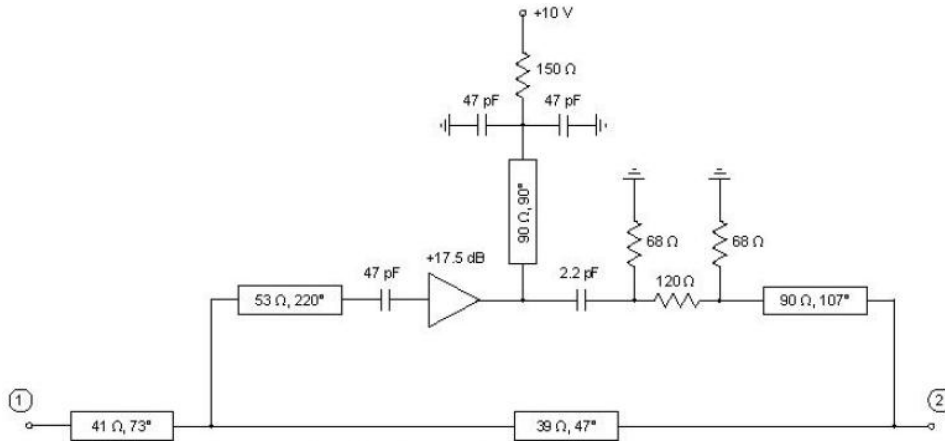 +10 V
150 Ω
47 pF
47 pF
90 Ω, 90°
68 Ω
68 Ω
+17.5 dB
47 pF
2.2 pF
120 Ω
53 Ω, 220°
90 Ω, 107°
1
2
41 Ω, 73°
39 Ω, 47°